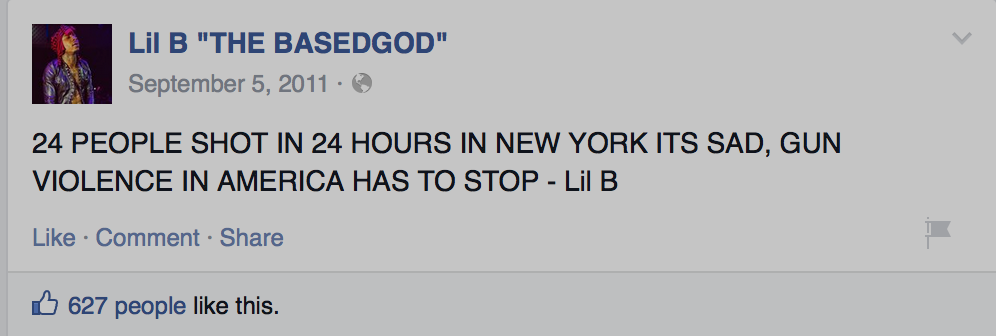 Lil B "THE BASEDGOD"
September 5, 2011 ·
24 PEOPLE SHOT IN 24 HOURS IN NEW YORK ITS SAD, GUN
VIOLENCE IN AMERICA HAS TO STOP - Lil B
Like · Comment · Share
627 people like this.